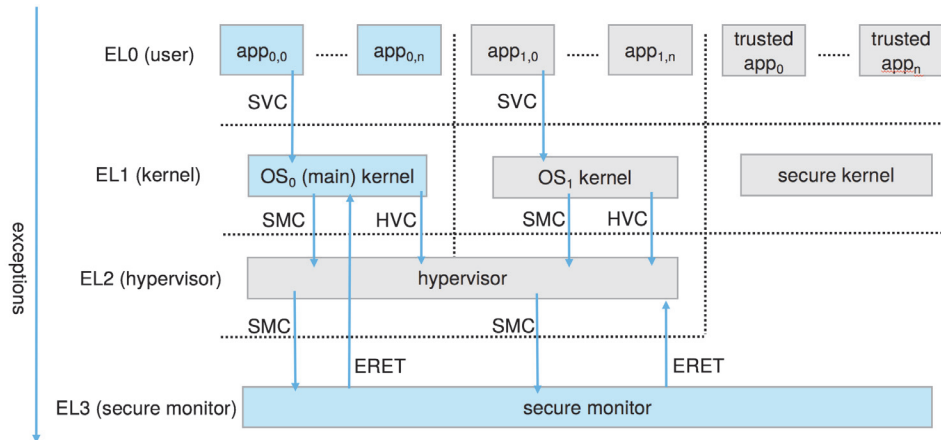 EL0 (user)
app0,0 ........ app0,n
app1,0 ........ app1,n
trusted app0 ........ trusted appn
SVC
SVC
EL1 (kernel)
OS0 (main) kernel
OS1 kernel
secure kernel
SMC
HVC
SMC
HVC
EL2 (hypervisor)
hypervisor
exceptions
SMC
SMC
ERET
ERET
EL3 (secure monitor)
secure monitor